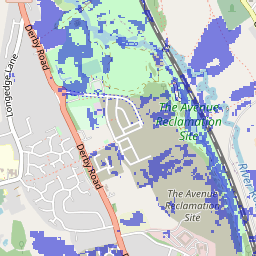 Derby Road
Longedge Lane
The Avenue
Reclamation
Site
Derby Road
River R
The Avenue
Reclamation
Site